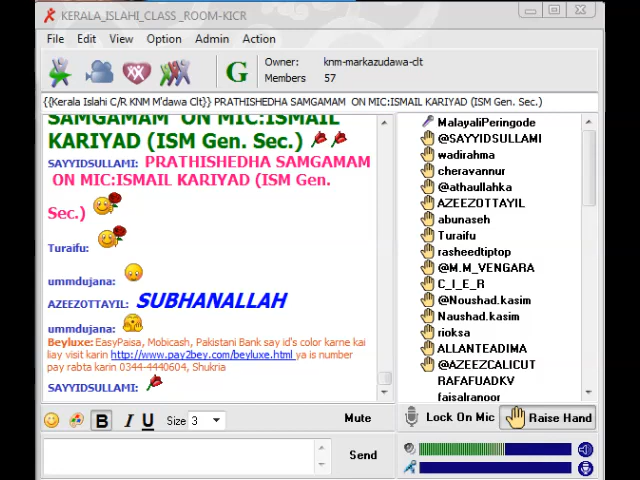 KERALA_ISLAHI_CLASS_ROOM-KICR
File Edit View Option Admin Action
G
Owner: knm-markazudawa-clt
Members 57
{{Kerala Islahi C/R KNM M'dawa Clt}} PRATHISHEDHA SAMGAMAM ON MIC:ISMAIL KARIYAD (ISM Gen. Sec.)
SAMGAMAM ON MIC:ISMAIL
KARIYAD (ISM Gen. Sec.)
SAYYIDSULLAMI: PRATHISHEDHA SAMGAMAM
ON MIC:ISMAIL KARIYAD (ISM Gen.
Sec.)
Turaifu:
ummdujana:
AZEEZOTTAYIL: SUBHANALLAH
ummdujana:
Beyluxe: EasyPaisa, Mobicash, Pakistani Bank say id's color karne kai
liay visit karin http://www.pay2bey.com/beyluxe.html ya is number
pay rabta karin 0344-4440604, Shukria
SAYYIDSULLAMI:
MalayaliPeringode
@SAYYIDSULLAMI
wadirahma
cheravannur
@athaullahka
AZEEZOTTAYIL
abunaseh
Turaifu
rasheedtiptop
@M.M_VENGARA
C_I_E_R
@Noushad.kasim
Naushad.kasim
rioksa
ALLANTEADIMA
@AZEEZCALICUT
RAFAFUADKV
faisalranoor
B I U Size 3 Mute
Lock On Mic Raise Hand
Send